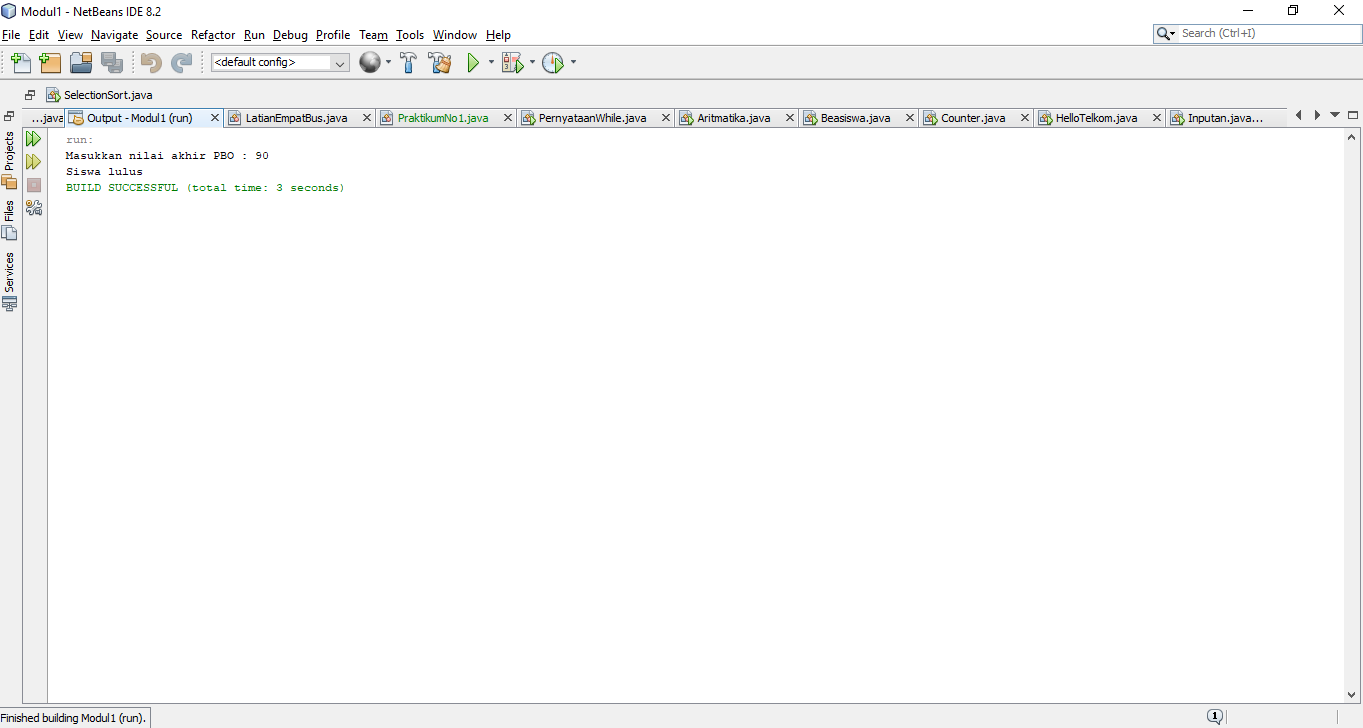 Modul1 - NetBeans IDE 8.2
File Edit View Navigate Source Refactor Run Debug Profile Team Tools Window Help
Search (Ctrl+I)
<default config>
SelectionSort.java
...java Output - Modul1 (run) LatianEmpatBus.java PraktikumNo1.java PernyataanWhile.java Aritmatika.java Beasiswa.java Counter.java HelloTelkom.java Inputan.java...
Projects
Files
Services
run:
Masukkan nilai akhir PBO : 90
Siswa lulus
BUILD SUCCESSFUL (total time: 3 seconds)
Finished building Modul1 (run).
1